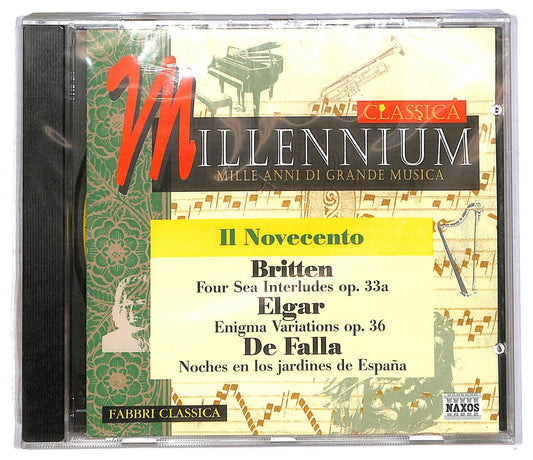 CLASSICA
MILLENNIUM
MILLE ANNI DI GRANDE MUSICA
Il Novecento
Britten
Four Sea Interludes op. 33a
Elgar
Enigma Variations op. 36
De Falla
Noches en los jardines de España
FABBRI CLASSICA
NAXOS